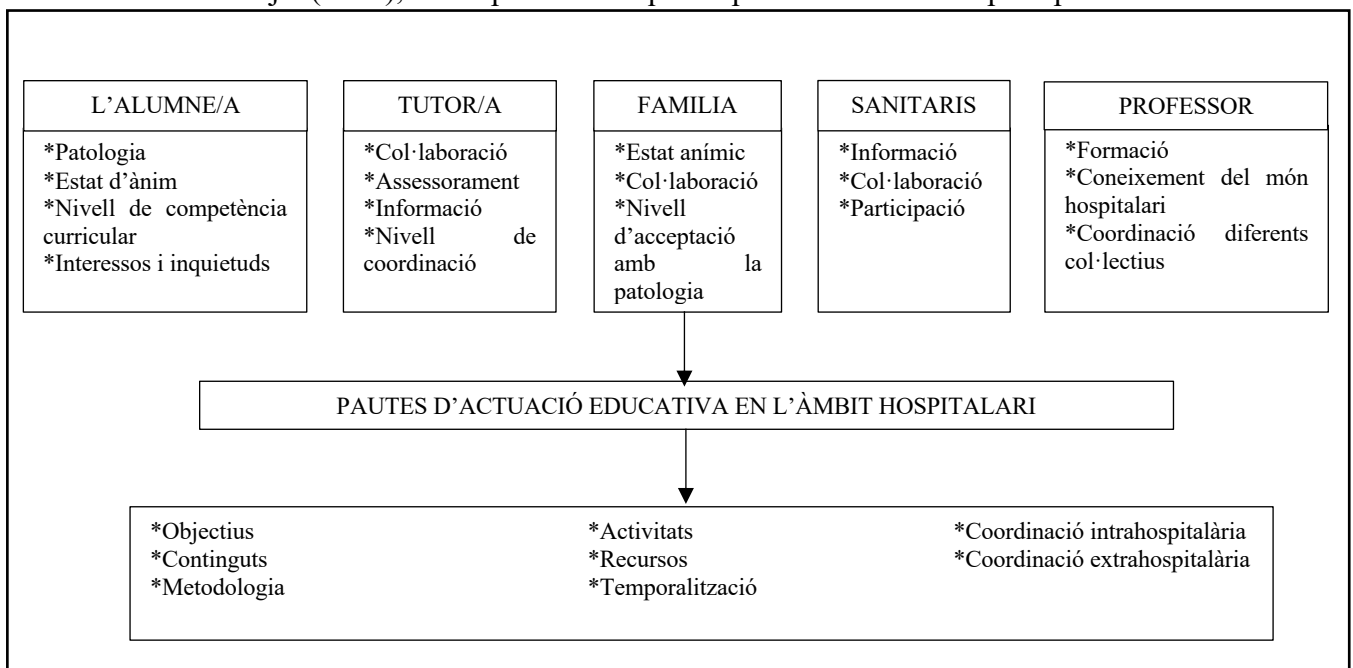 L'ALUMNE/A
*Patologia
*Estat d'ànim
*Nivell de competència
curricular
*Interessos i inquietuds
TUTOR/A
*Col·laboració
*Assessorament
*Informació
*Nivell de
coordinació
FAMILIA
*Estat anímic
*Col·laboració
*Nivell
d'acceptació
amb la
patologia
SANITARIS
*Informació
*Col·laboració
*Participació
PROFESSOR
*Formació
*Coneixement del món
hospitalari
*Coordinació diferents
col·lectius
PAUTES D'ACTUACIÓ EDUCATIVA EN L'ÀMBIT HOSPITALARI
*Objectius
*Continguts
*Metodologia
*Activitats
*Recursos
*Temporalització
*Coordinació intrahospitalària
*Coordinació extrahospitalària